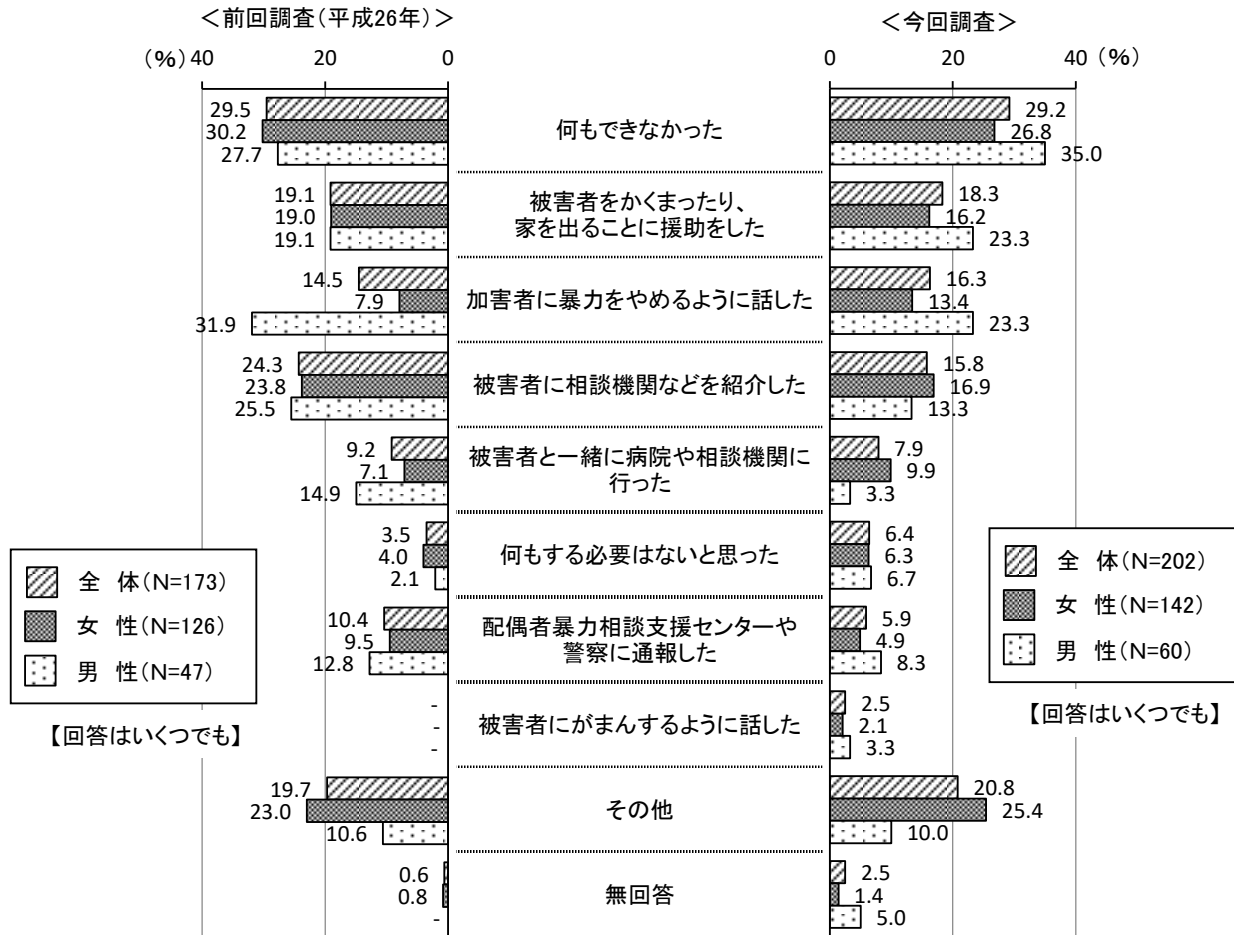 ＜前回調査（平成26年）＞
＜今回調査＞
（%） 40 20 0
0 20 40 （%）
29.5
30.2
27.7
何もできなかった
29.2
26.8
35.0
19.1
19.0
19.1
被害者をかくまったり、
家を出ることに援助をした
18.3
16.2
23.3
14.5
7.9
31.9
加害者に暴力をやめるように話した
16.3
13.4
23.3
24.3
23.8
25.5
被害者に相談機関などを紹介した
15.8
16.9
13.3
9.2
7.1
14.9
被害者と一緒に病院や相談機関に
行った
7.9
9.9
3.3
3.5
4.0
2.1
何もする必要はないと思った
6.4
6.3
6.7
10.4
9.5
12.8
配偶者暴力相談支援センターや
警察に通報した
5.9
4.9
8.3
-
-
-
被害者にがまんするように話した
2.5
2.1
3.3
19.7
23.0
10.6
その他
20.8
25.4
10.0
0.6
0.8
-
無回答
2.5
1.4
5.0
全 体（N=173）
女 性（N=126）
男 性（N=47）
【回答はいくつでも】
全 体（N=202）
女 性（N=142）
男 性（N=60）
【回答はいくつでも】